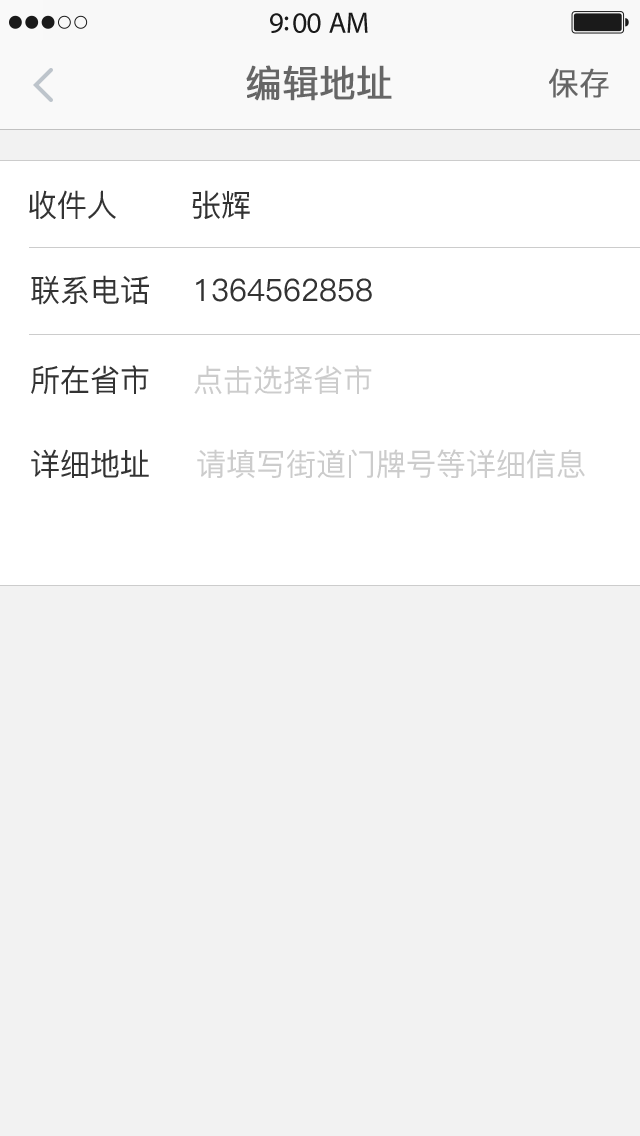 9:00 AM
编辑地址 保存
收件人 张辉
联系电话 1364562858
所在省市 点击选择省市
详细地址 请填写街道门牌号等详细信息